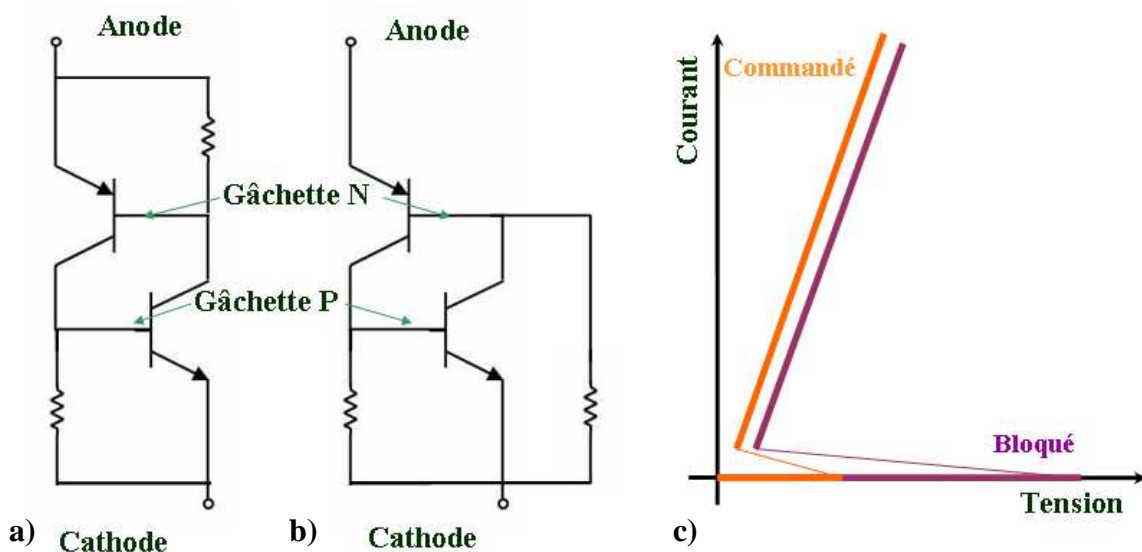 Anode
Anode
Courant
Commandé
Gâchette N
Gâchette P
Bloqué
Tension
a)
Cathode
b)
Cathode
c)